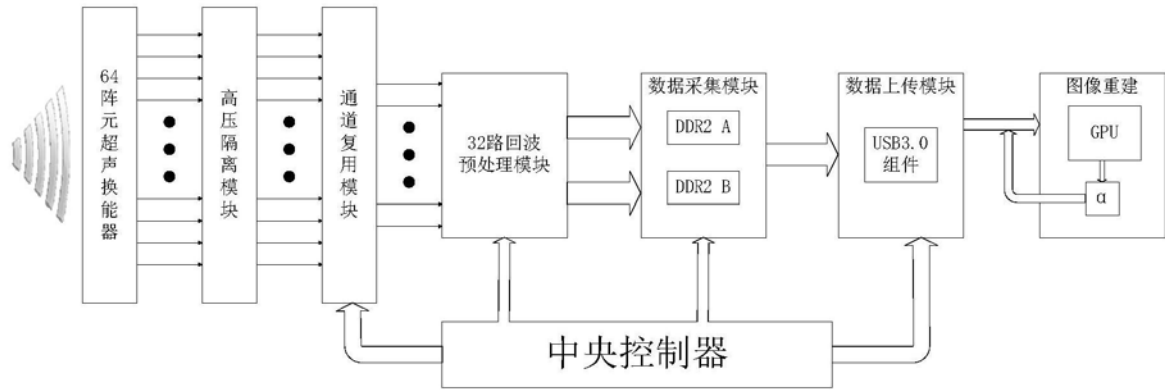 64阵元超声换能器
高压隔离模块
通道复用模块
32路回波
预处理模块
数据采集模块
DDR2 A
DDR2 B
数据上传模块
USB3.0
组件
图像重建
GPU
α
中央控制器